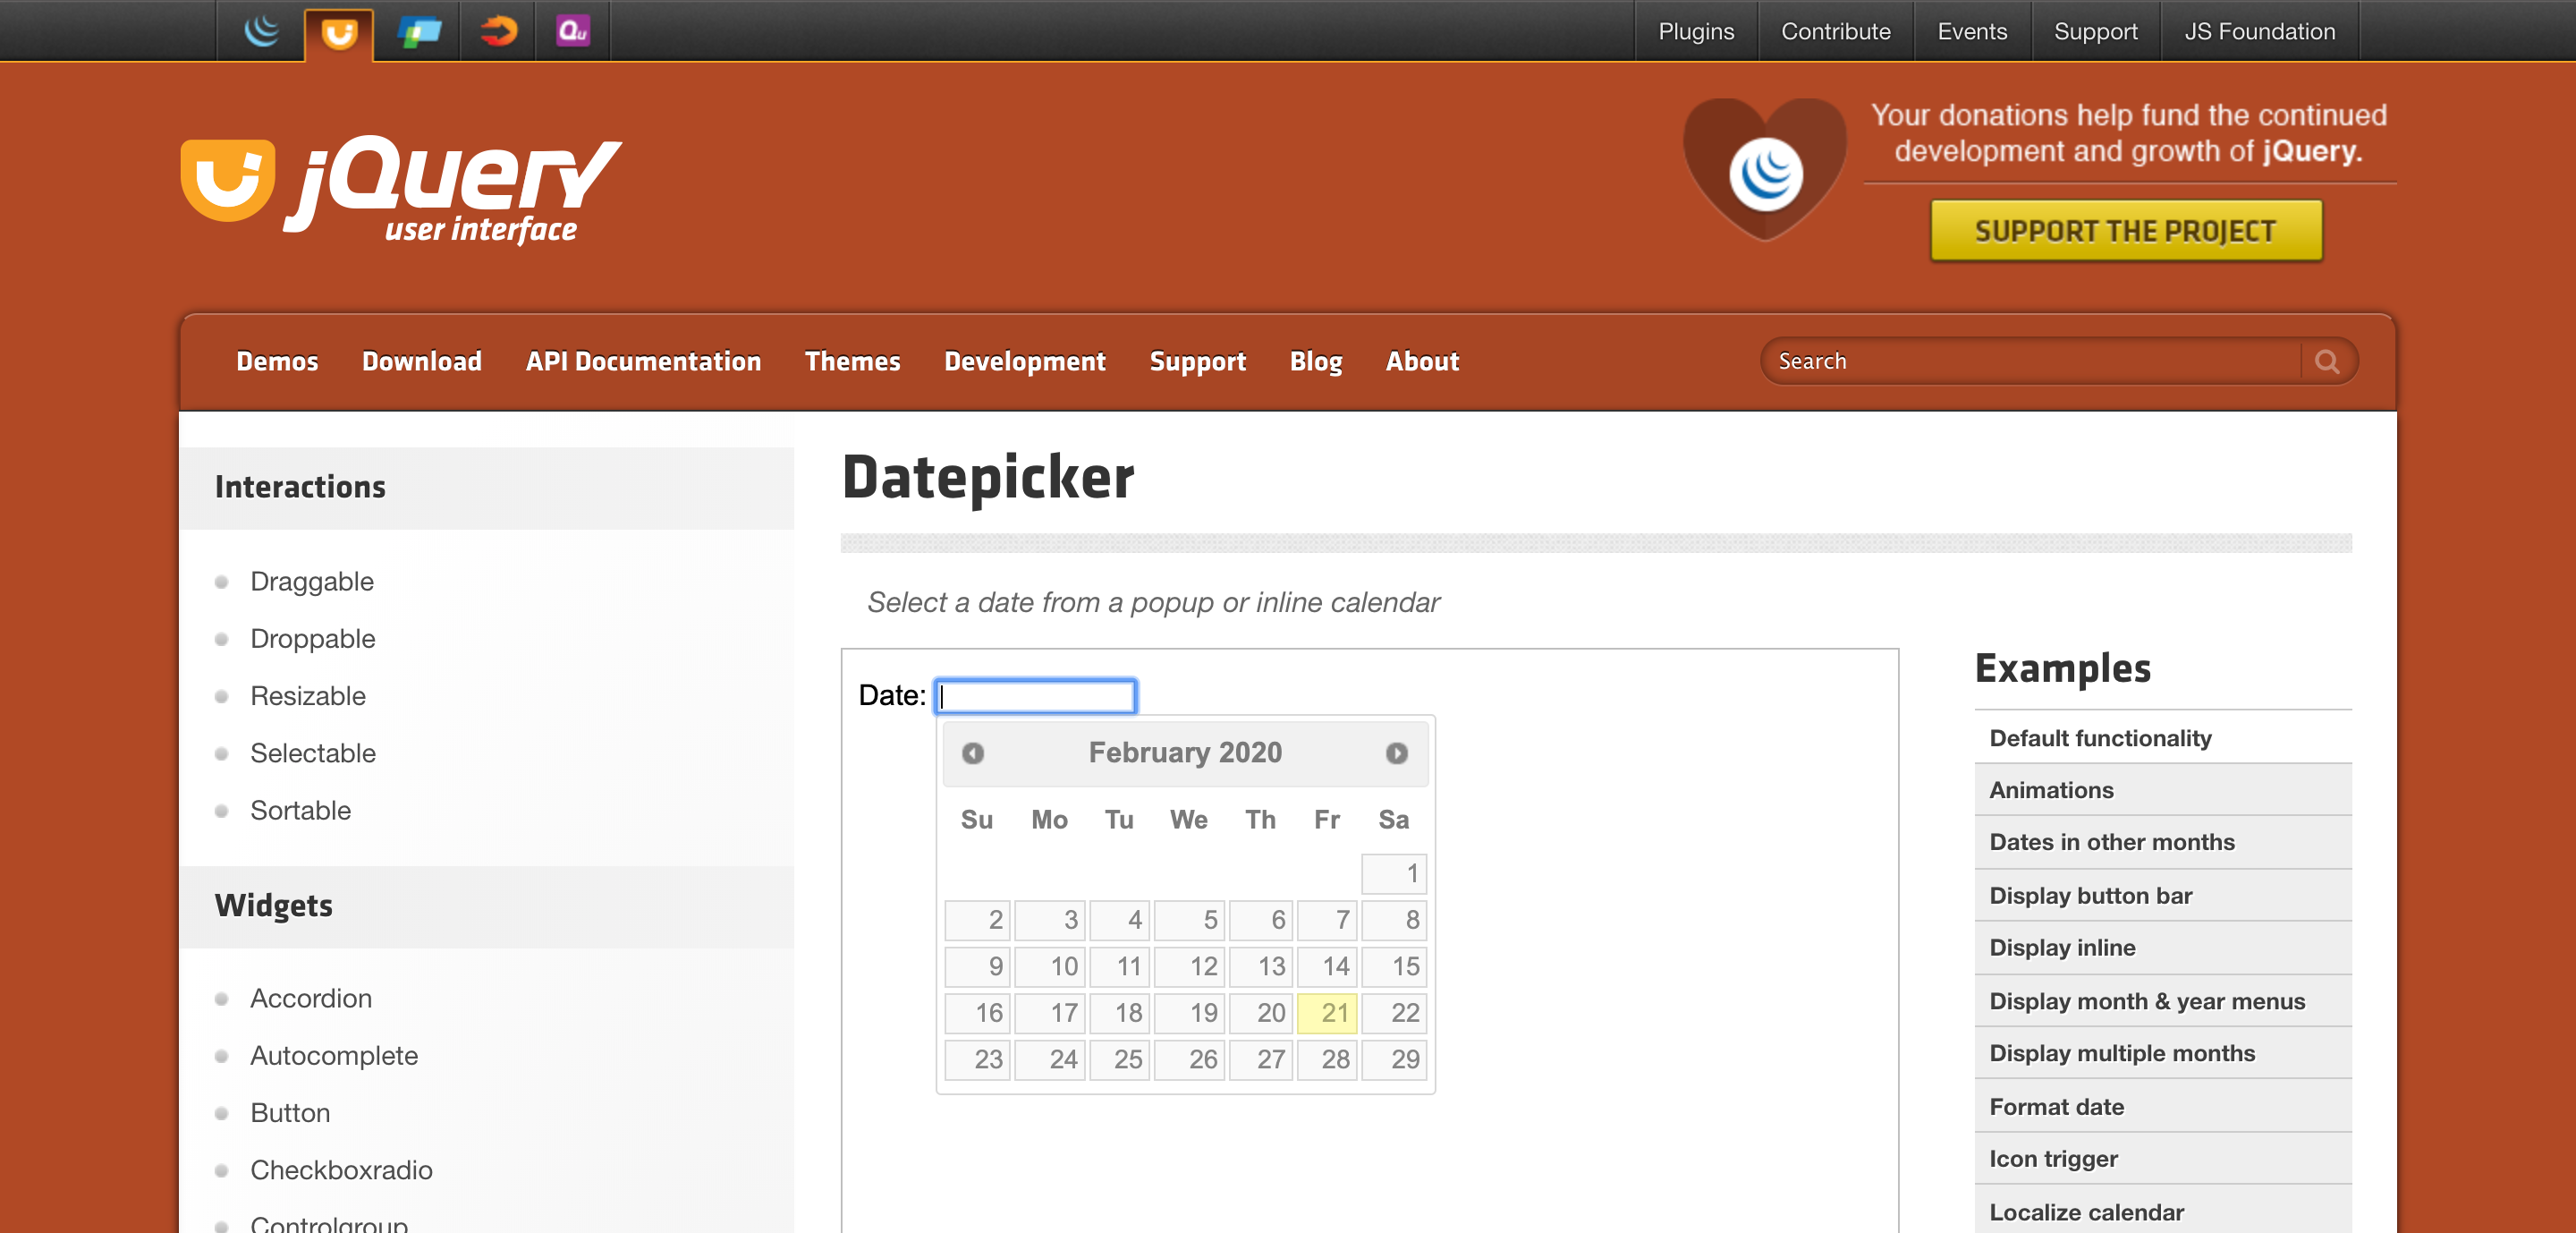 Qu
Plugins Contribute Events Support JS Foundation
jQuery
user interface
Your donations help fund the continued
development and growth of jQuery.
SUPPORT THE PROJECT
Demos Download API Documentation Themes Development Support Blog About Search
Interactions
Draggable
Droppable
Resizable
Selectable
Sortable
Widgets
Accordion
Autocomplete
Button
Checkboxradio
Controlgroup
Datepicker
Select a date from a popup or inline calendar
Date:
February 2020
Su Mo Tu We Th Fr Sa
1
2 3 4 5 6 7 8
9 10 11 12 13 14 15
16 17 18 19 20 21 22
23 24 25 26 27 28 29
Examples
Default functionality
Animations
Dates in other months
Display button bar
Display inline
Display month & year menus
Display multiple months
Format date
Icon trigger
Localize calendar